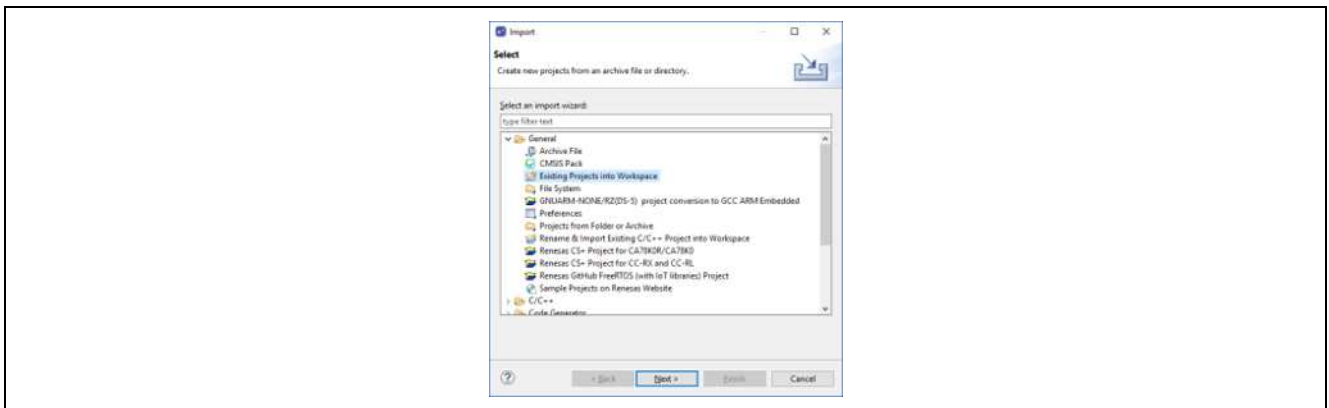 Import
Select
Create new projects from an archive file or directory.
Select an import wizard:
type filter text
General
Archive File
CMSIS Pack
Existing Projects into Workspace
File System
GNUARM-NONE/RZ(DS-5) project conversion to GCC ARM Embedded
Preferences
Projects from Folder or Archive
Rename & Import Existing C/C++ Project into Workspace
Renesas CS+ Project for CA78K0R/CA78K0
Renesas CS+ Project for CC-RX and CC-RL
Renesas GitHub FreeRTOS (with IoT libraries) Project
Sample Projects on Renesas Website
C/C++
Code Generator
< Back Next > Finish Cancel